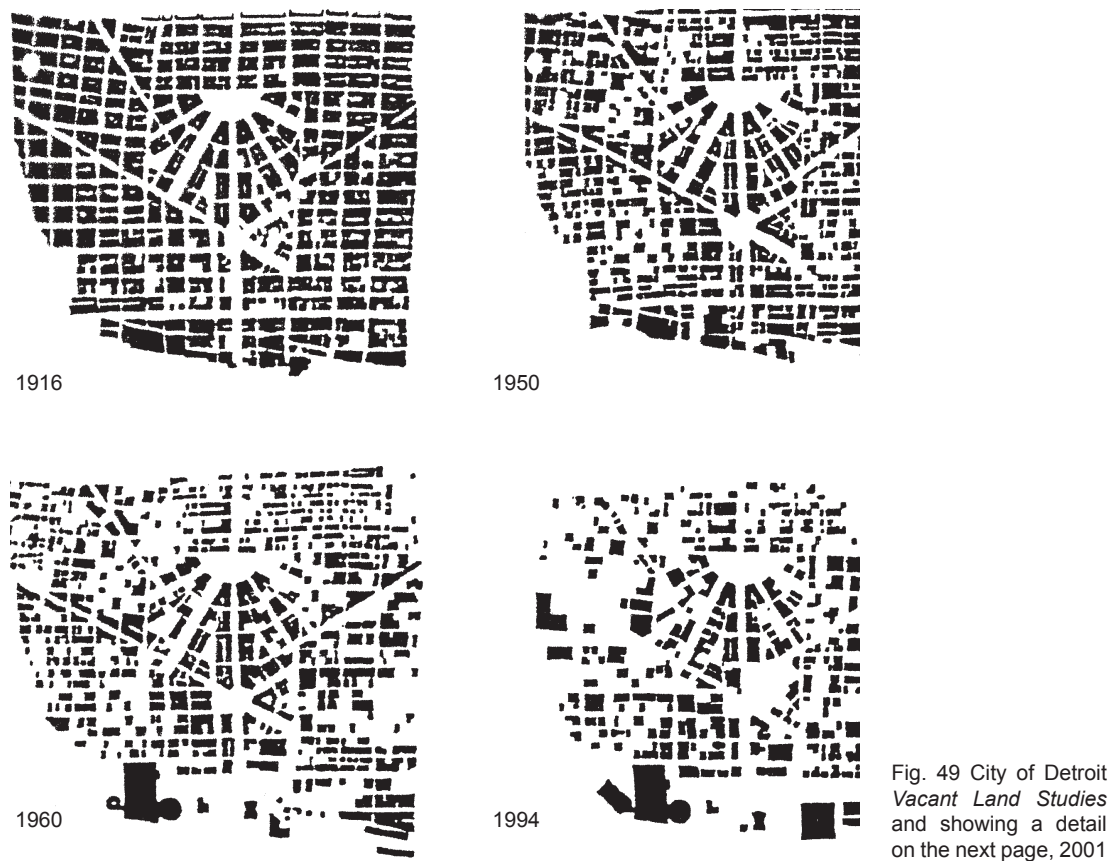 1916
1950
1960
1994
Fig. 49 City of Detroit
Vacant Land Studies
and showing a detail
on the next page, 2001